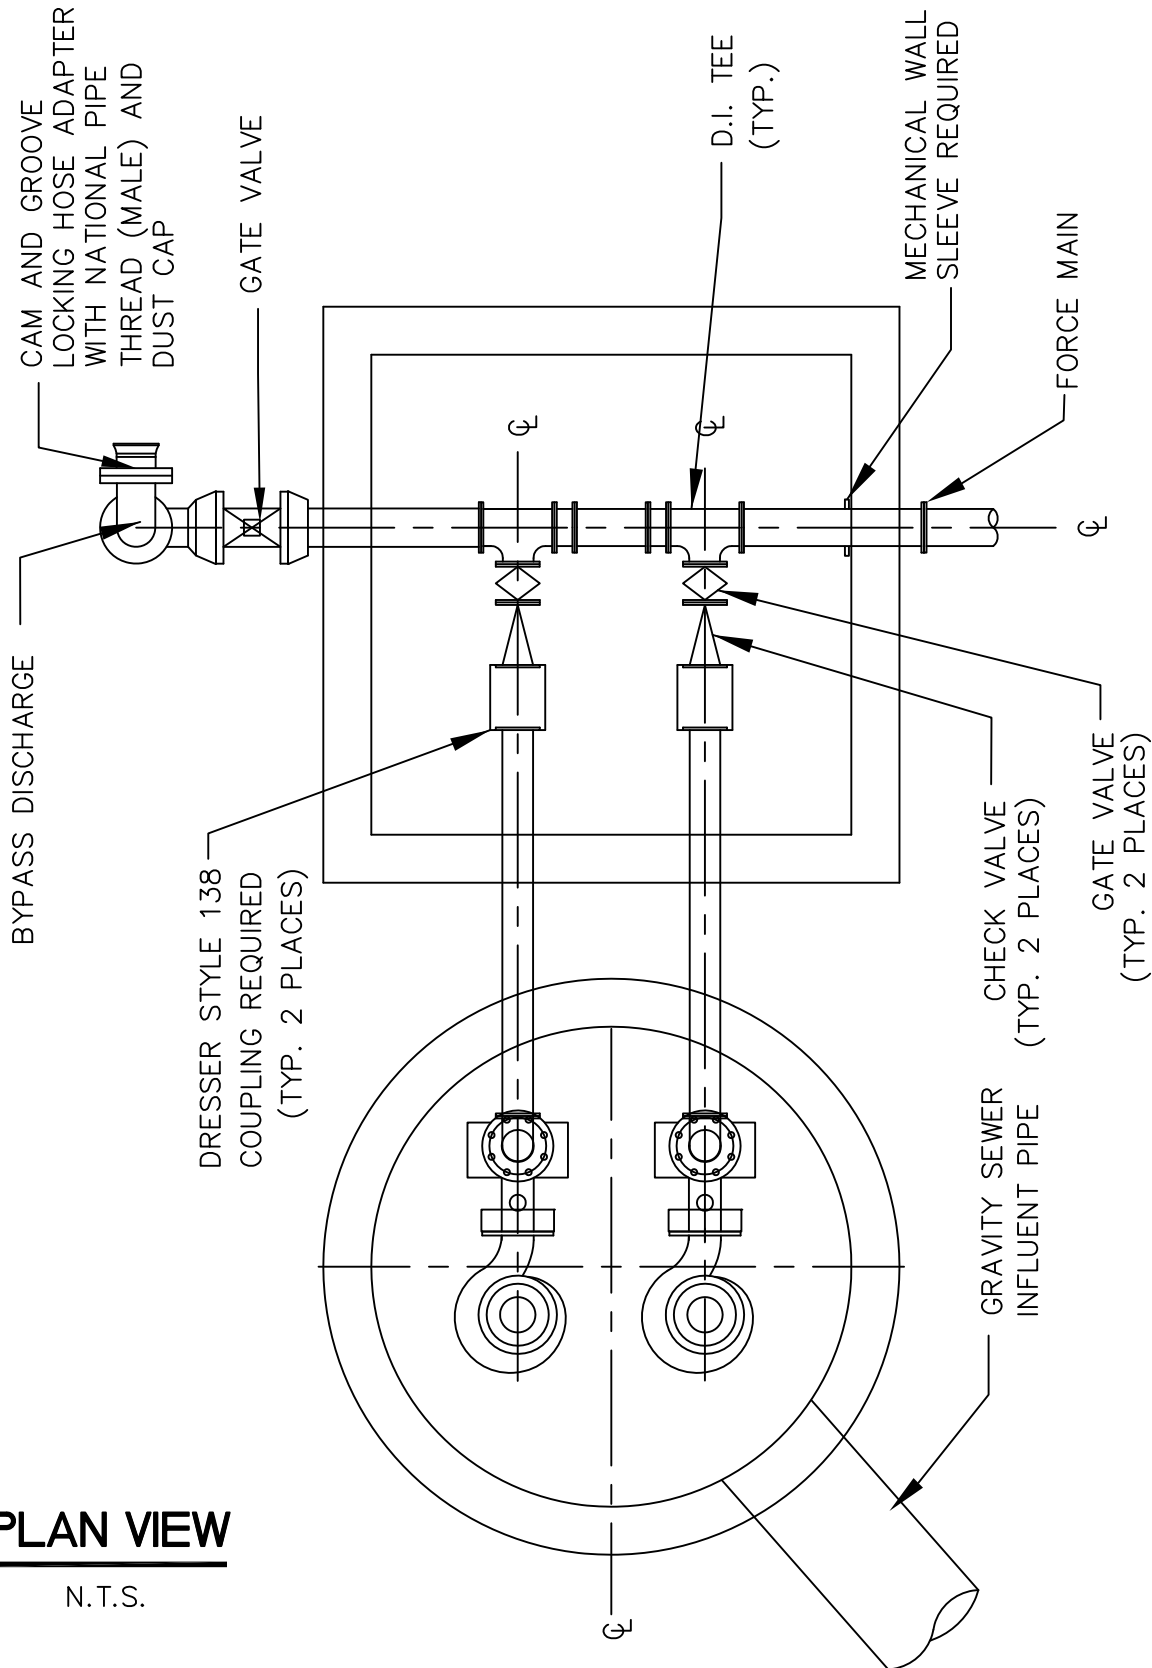 CAM AND GROOVE
LOCKING HOSE ADAPTER
WITH NATIONAL PIPE
THREAD (MALE) AND
DUST CAP
GATE VALVE
D.I. TEE
(TYP.)
MECHANICAL WALL
SLEEVE REQUIRED
FORCE MAIN
BYPASS DISCHARGE
DRESSER STYLE 138
COUPLING REQUIRED
(TYP. 2 PLACES)
CHECK VALVE
(TYP. 2 PLACES)
GATE VALVE
(TYP. 2 PLACES)
GRAVITY SEWER
INFLUENT PIPE
℄
℄
℄
℄
PLAN VIEW
N.T.S.